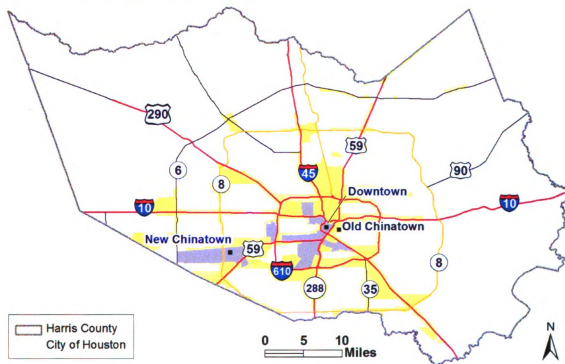 290
59
6
8
45
90
Downtown
10
10
Old Chinatown
New Chinatown
59
8
610
288
35
Harris County
City of Houston
0 5 10
Miles
N